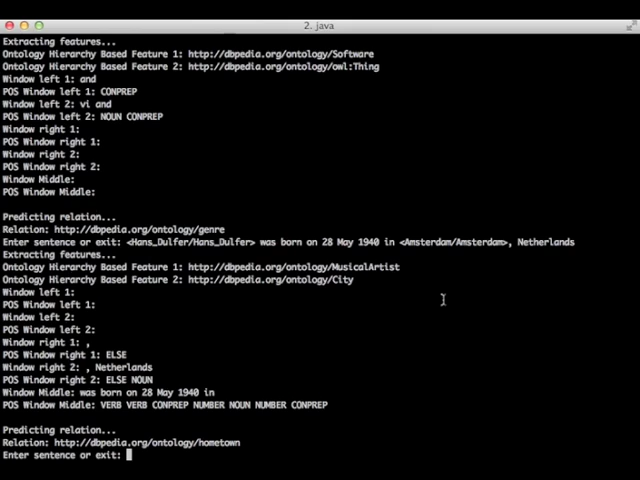 2. java
Extracting features...
Ontology Hierarchy Based Feature 1: http://dbpedia.org/ontology/Software
Ontology Hierarchy Based Feature 2: http://dbpedia.org/ontology/owl:Thing
Window left 1: and
POS Window left 1: CONPREP
Window left 2: vi and
POS Window left 2: NOUN CONPREP
Window right 1:
POS Window right 1:
Window right 2:
POS Window right 2:
Window Middle:
POS Window Middle:
Predicting relation...
Relation: http://dbpedia.org/ontology/genre
Enter sentence or exit: <Hans_Dulfer/Hans_Dulfer> was born on 28 May 1940 in <Amsterdam/Amsterdam>, Netherlands
Extracting features...
Ontology Hierarchy Based Feature 1: http://dbpedia.org/ontology/MusicalArtist
Ontology Hierarchy Based Feature 2: http://dbpedia.org/ontology/City
Window left 1:
POS Window left 1:
Window left 2:
POS Window left 2:
Window right 1: ,
POS Window right 1: ELSE
Window right 2: , Netherlands
POS Window right 2: ELSE NOUN
Window Middle: was born on 28 May 1940 in
POS Window Middle: VERB VERB CONPREP NUMBER NOUN NUMBER CONPREP
Predicting relation...
Relation: http://dbpedia.org/ontology/hometown
Enter sentence or exit: